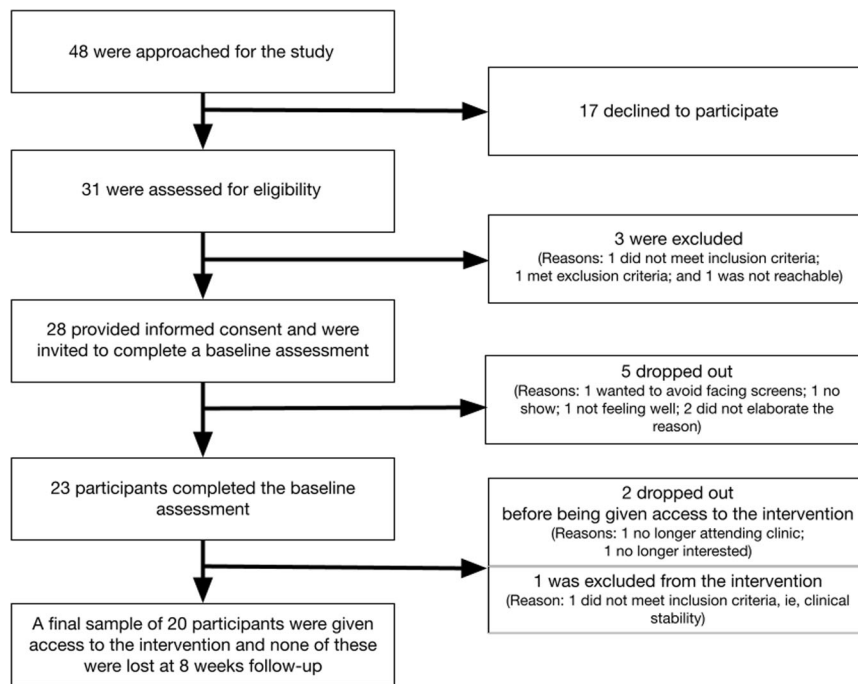 48 were approached for the study
17 declined to participate
31 were assessed for eligibility
3 were excluded
(Reasons: 1 did not meet inclusion criteria;
1 met exclusion criteria; and 1 was not reachable)
28 provided informed consent and were
invited to complete a baseline assessment
5 dropped out
(Reasons: 1 wanted to avoid facing screens; 1 no
show; 1 not feeling well; 2 did not elaborate the
reason)
23 participants completed the baseline
assessment
2 dropped out
before being given access to the intervention
(Reasons: 1 no longer attending clinic;
1 no longer interested)
1 was excluded from the intervention
(Reason: 1 did not meet inclusion criteria, ie, clinical
stability)
A final sample of 20 participants were given
access to the intervention and none of these
were lost at 8 weeks follow-up